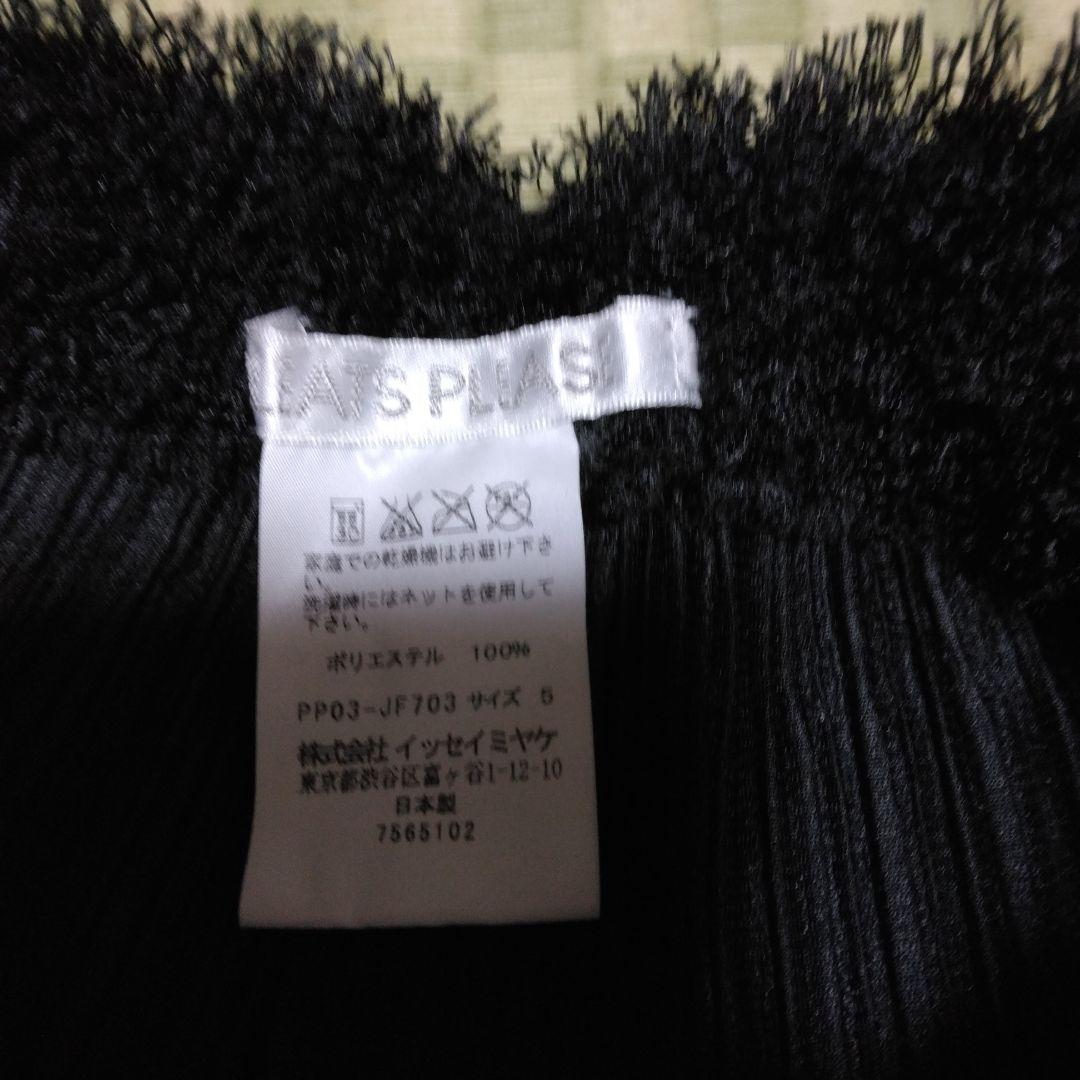 LEATS PLEASE
家庭での乾燥機はお避け下さ
い。
洗濯時にはネットを使用して
下さい。
ポリエステル 100%
PP03-JF703 サイズ 5
株式会社 イッセイミヤケ
東京都渋谷区富ヶ谷1-12-10
日本製
7565102